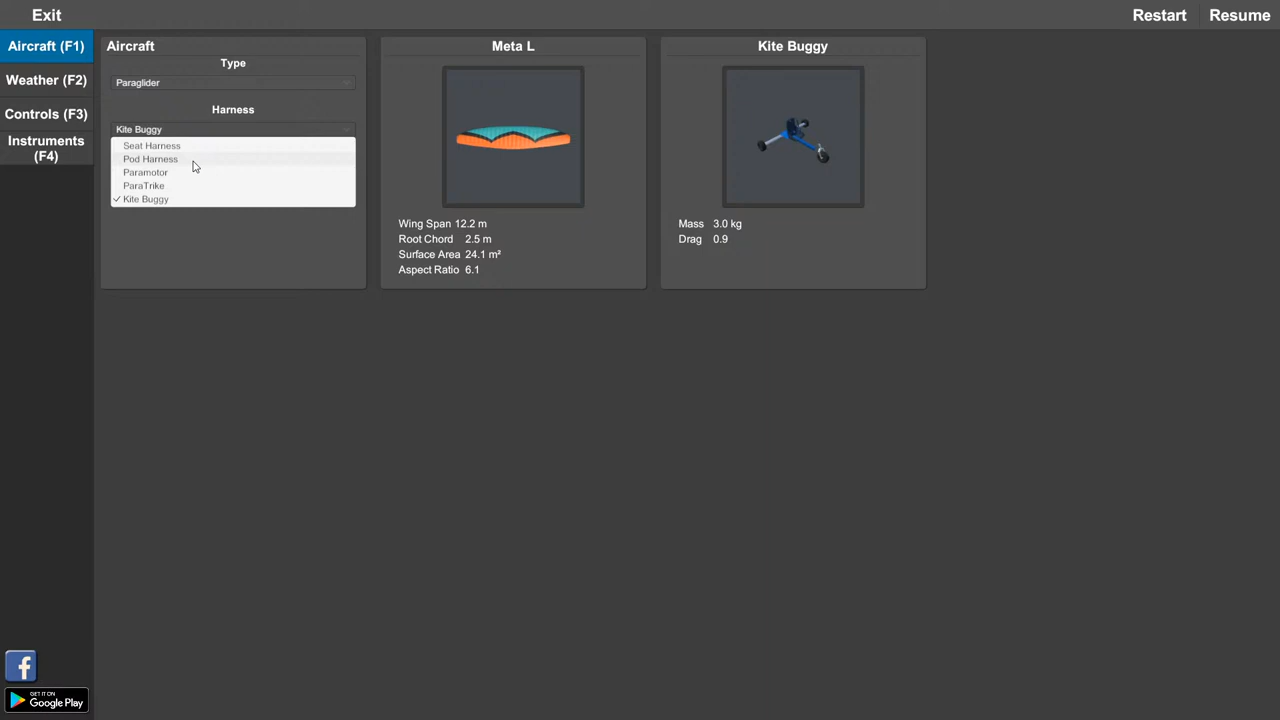 Exit
Restart
Resume
Aircraft (F1)
Weather (F2)
Controls (F3)
Instruments
(F4)
Aircraft
Type
Paraglider
Harness
Kite Buggy
Seat Harness
Pod Harness
Paramotor
ParaTrike
Kite Buggy
Meta L
Wing Span 12.2 m
Root Chord 2.5 m
Surface Area 24.1 m²
Aspect Ratio 6.1
Kite Buggy
Mass 3.0 kg
Drag 0.9
f
GET IT ON
Google Play